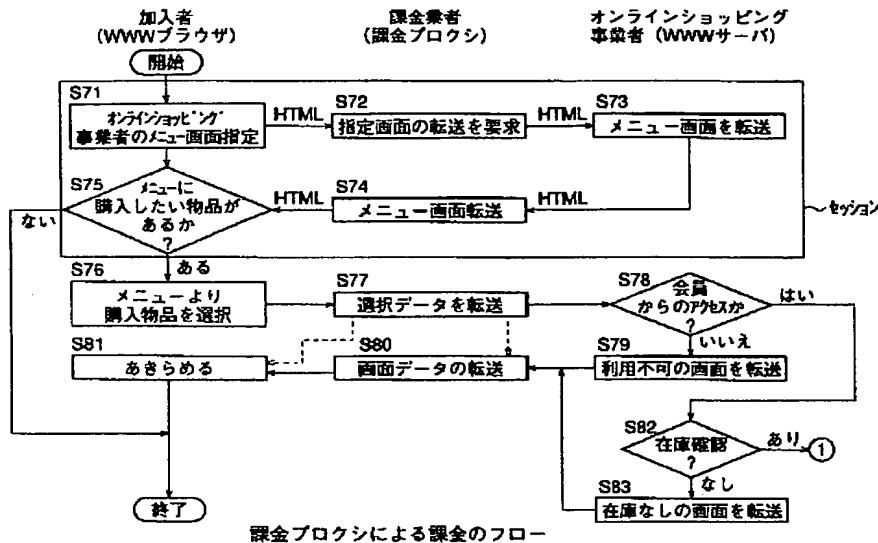 加入者
(WWWブラウザ)
課金業者
(課金プロクシ)
オンラインショッピング
事業者(WWWサーバ)
開始
S71
オンラインショッピング
事業者のメニュー画面指定
HTML
S72
指定画面の転送を要求
HTML
S73
メニュー画面を転送
S75
メニューに
購入したい物品が
あるか
?
HTML
S74
メニュー画面転送
HTML
ない
セッション
ある
S76
メニューより
購入物品を選択
S77
選択データを転送
S78
会員
からのアクセスか
?
はい
いいえ
S81
あきらめる
S80
画面データの転送
S79
利用不可の画面を転送
S82
在庫確認
?
あり
1
なし
S83
在庫なしの画面を転送
終了
課金プロクシによる課金のフロー